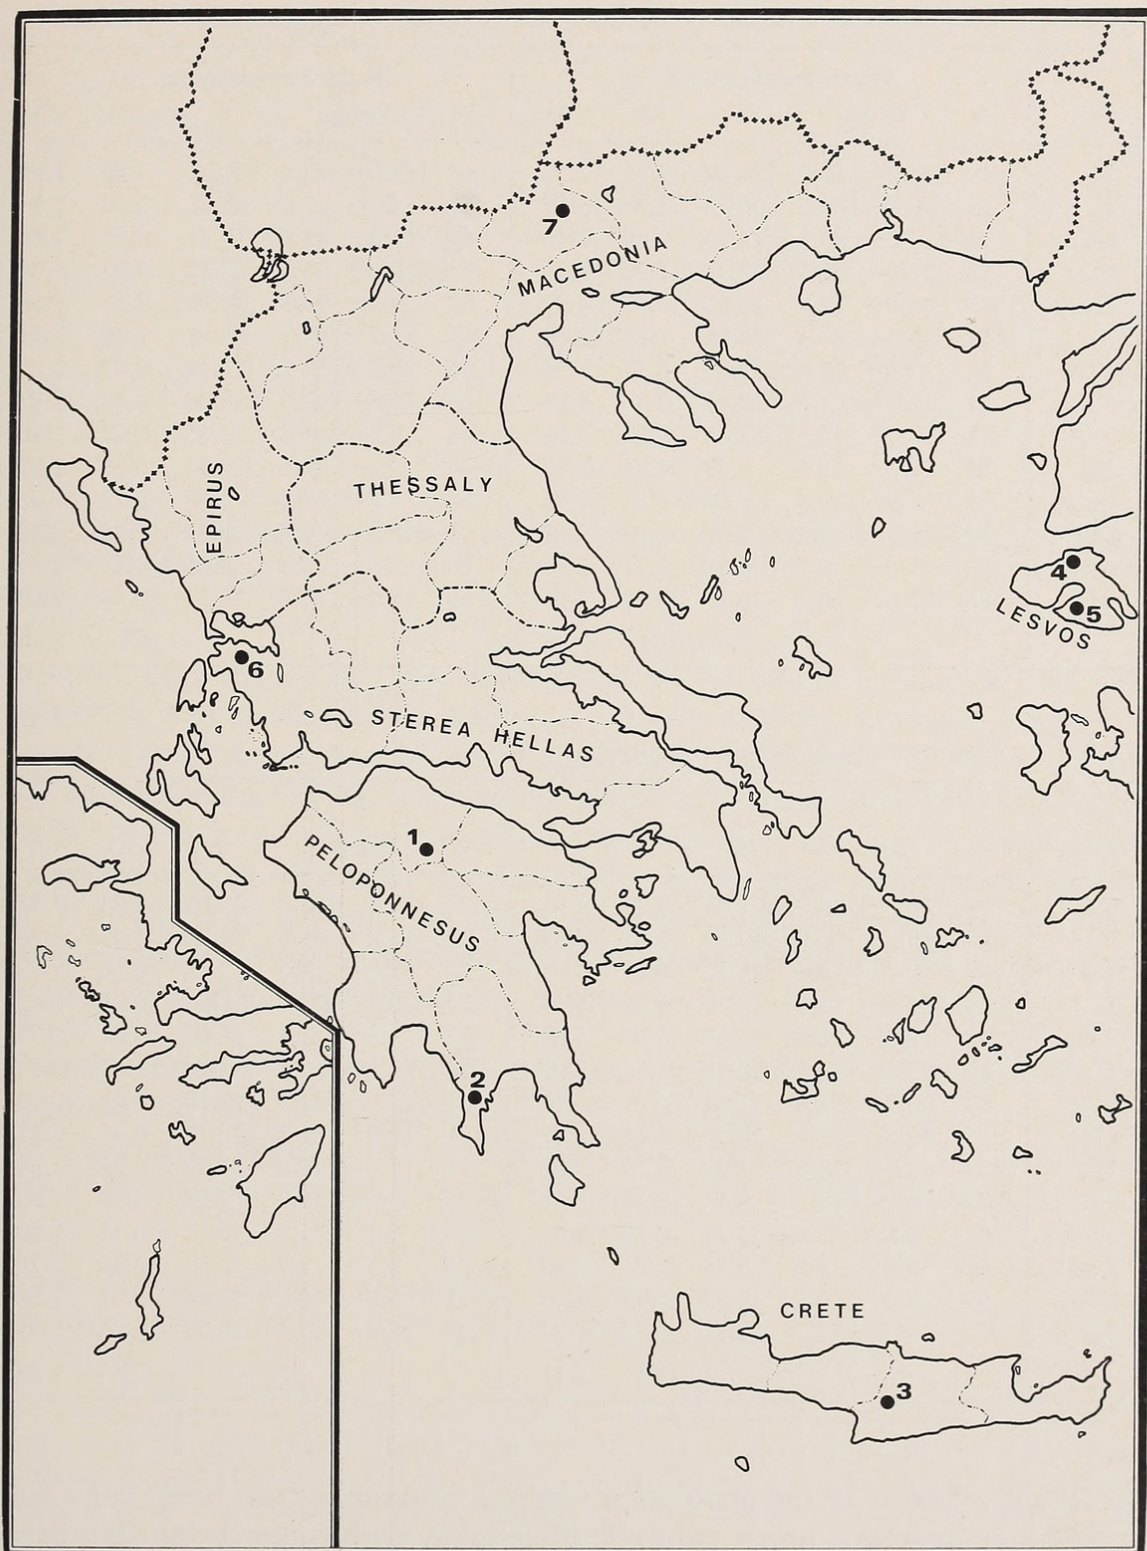 7
MACEDONIA
EPIRUS
THESSALY
4
5
LESVOS
6
STEREA HELLAS
1
PELOPONNESUS
2
CRETE
3